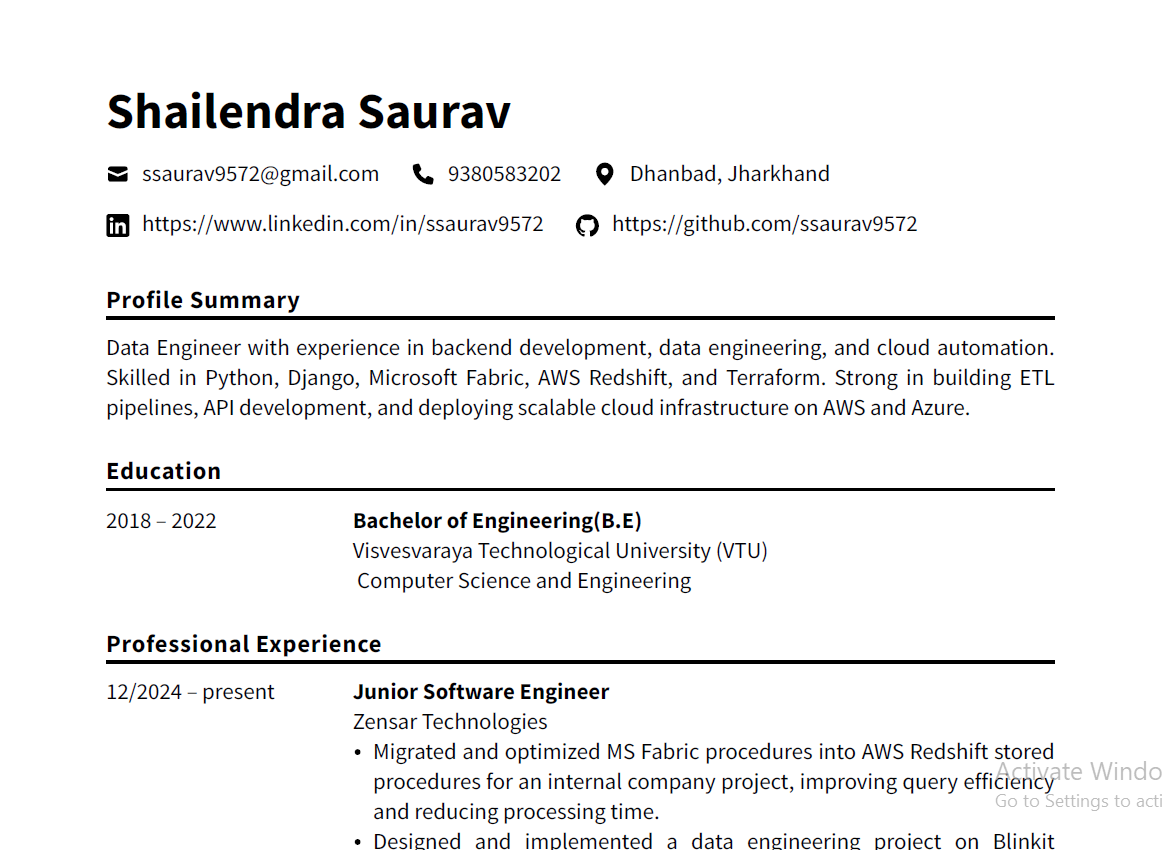 Shailendra Saurav
ssaurav9572@gmail.com 9380583202 Dhanbad, Jharkhand
https://www.linkedin.com/in/ssaurav9572 https://github.com/ssaurav9572
Profile Summary
Data Engineer with experience in backend development, data engineering, and cloud automation.
Skilled in Python, Django, Microsoft Fabric, AWS Redshift, and Terraform. Strong in building ETL
pipelines, API development, and deploying scalable cloud infrastructure on AWS and Azure.
Education
2018 – 2022 Bachelor of Engineering(B.E)
Visvesvaraya Technological University (VTU)
Computer Science and Engineering
Professional Experience
12/2024 – present Junior Software Engineer
Zensar Technologies
• Migrated and optimized MS Fabric procedures into AWS Redshift stored
procedures for an internal company project, improving query efficiency
and reducing processing time.
• Designed and implemented a data engineering project on Blinkit
Activate Windo
Go to Settings to acti